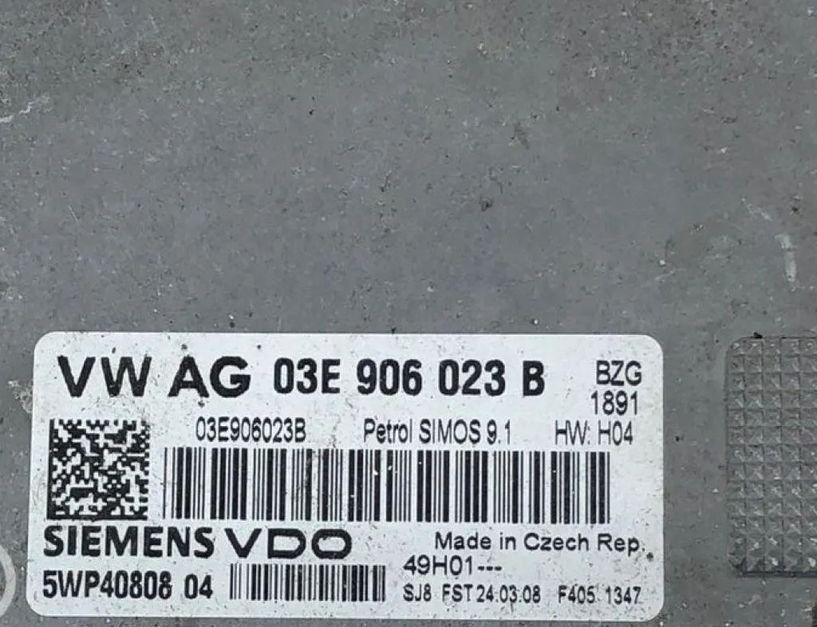 VW AG 03E 906 023 B BZG
1891
03E906023B Petrol SIMOS 9.1 HW: H04
SIEMENS VDO Made in Czech Rep.
49H01---
5WP40808 04 SJ8 FST 24.03.08 F405 1347